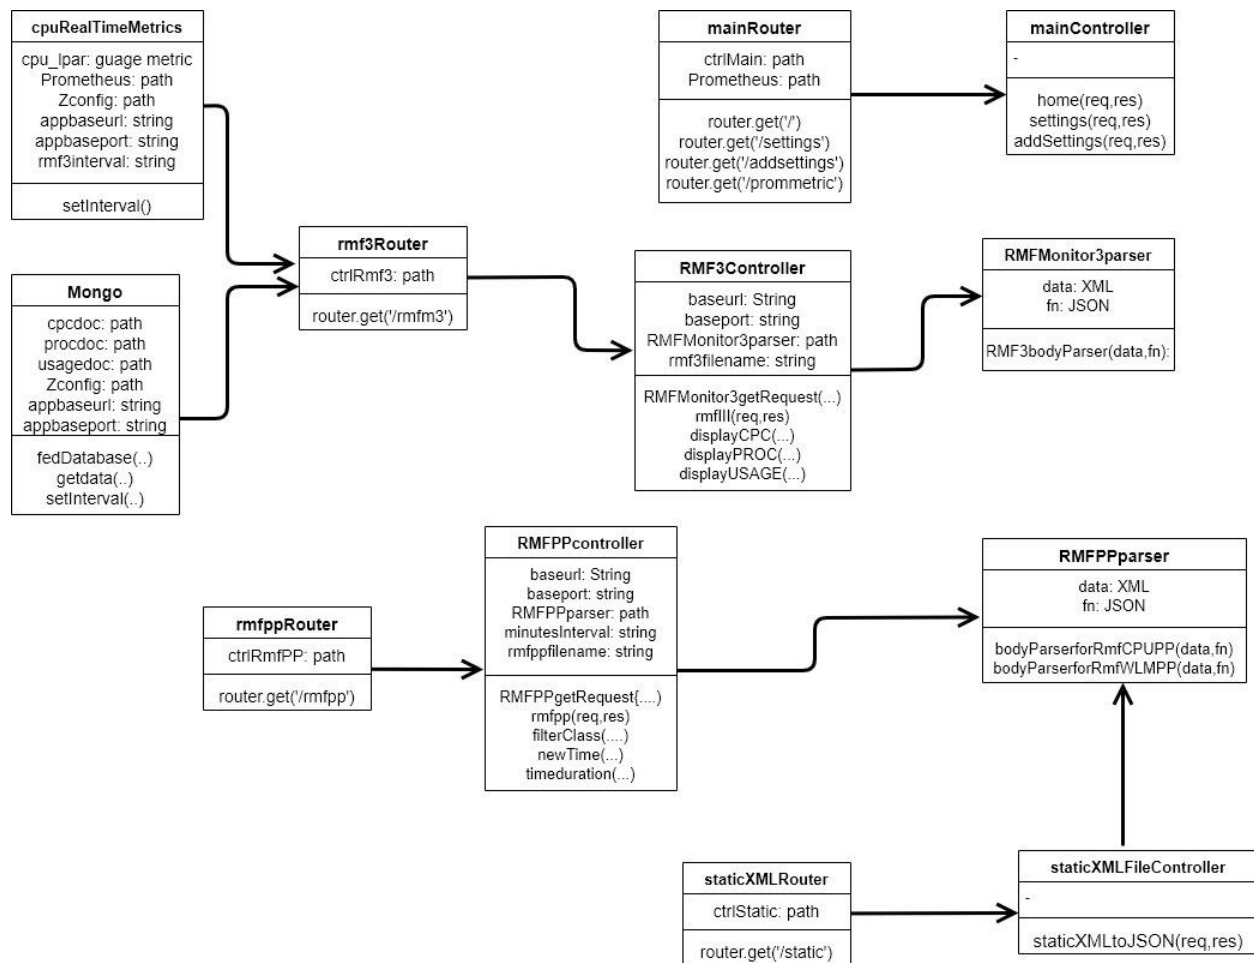 cpuRealTimeMetrics
cpu_lpar: guage metric
Prometheus: path
Zconfig: path
appbaseurl: string
appbaseport: string
rmf3interval: string
setInterval()
mainRouter
ctrlMain: path
Prometheus: path
router.get('/')
router.get('/settings')
router.get('/addsettings')
router.get('/prommetric')
mainController
-
home(req,res)
settings(req,res)
addSettings(req,res)
Mongo
cpcdoc: path
procdoc: path
usagedoc: path
Zconfig: path
appbaseurl: string
appbaseport: string
fedDatabase(..)
getdata(..)
setInterval(..)
rmf3Router
ctrlRmf3: path
router.get('/rmfm3')
RMF3Controller
baseurl: String
baseport: string
RMFMonitor3parser: path
rmf3filename: string
RMFMonitor3getRequest(...)
rmfIII(req,res)
displayCPC(...)
displayPROC(...)
displayUSAGE(...)
RMFMonitor3parser
data: XML
fn: JSON
RMF3bodyParser(data,fn):
rmfppRouter
ctrlRmfPP: path
router.get('/rmfpp')
RMFPPcontroller
baseurl: String
baseport: string
RMFPPparser: path
minutesInterval: string
rmfppfilename: string
RMFPPgetRequest{....)
rmfpp(req,res)
filterClass(....)
newTime(...)
timeduration(...)
RMFPPparser
data: XML
fn: JSON
bodyParserforRmfCPUPP(data,fn)
bodyParserforRmfWLMPP(data,fn)
staticXMLRouter
ctrlStatic: path
router.get('/static')
staticXMLFileController
-
staticXMLtoJSON(req,res)